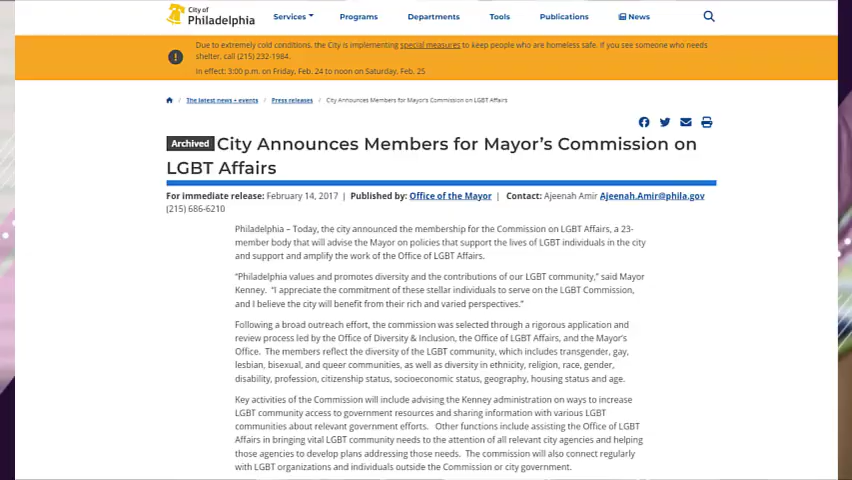 City of
Philadelphia
Services
Programs
Departments
Tools
Publications
News
Due to extremely cold conditions, the City is implementing special measures to keep people who are homeless safe. If you see someone who needs
shelter, call (215) 232-1984.
In effect: 3:00 p.m. on Friday, Feb. 24 to noon on Saturday, Feb. 25
/ The latest news + events / Press releases / City Announces Members for Mayor's Commission on LGBT Affairs
Archived City Announces Members for Mayor's Commission on
LGBT Affairs
For immediate release: February 14, 2017 | Published by: Office of the Mayor | Contact: Ajeenah Amir Ajeenah.Amir@phila.gov
(215) 686-6210
Philadelphia – Today, the city announced the membership for the Commission on LGBT Affairs, a 23-
member body that will advise the Mayor on policies that support the lives of LGBT individuals in the city
and support and amplify the work of the Office of LGBT Affairs.
“Philadelphia values and promotes diversity and the contributions of our LGBT community,” said Mayor
Kenney. “I appreciate the commitment of these stellar individuals to serve on the LGBT Commission,
and I believe the city will benefit from their rich and varied perspectives.”
Following a broad outreach effort, the commission was selected through a rigorous application and
review process led by the Office of Diversity & Inclusion, the Office of LGBT Affairs, and the Mayor's
Office. The members reflect the diversity of the LGBT community, which includes transgender, gay,
lesbian, bisexual, and queer communities, as well as diversity in ethnicity, religion, race, gender,
disability, profession, citizenship status, socioeconomic status, geography, housing status and age.
Key activities of the Commission will include advising the Kenney administration on ways to increase
LGBT community access to government resources and sharing information with various LGBT
communities about relevant government efforts. Other functions include assisting the Office of LGBT
Affairs in bringing vital LGBT community needs to the attention of all relevant city agencies and helping
those agencies to develop plans addressing those needs. The commission will also connect regularly
with LGBT organizations and individuals outside the Commission or city government.